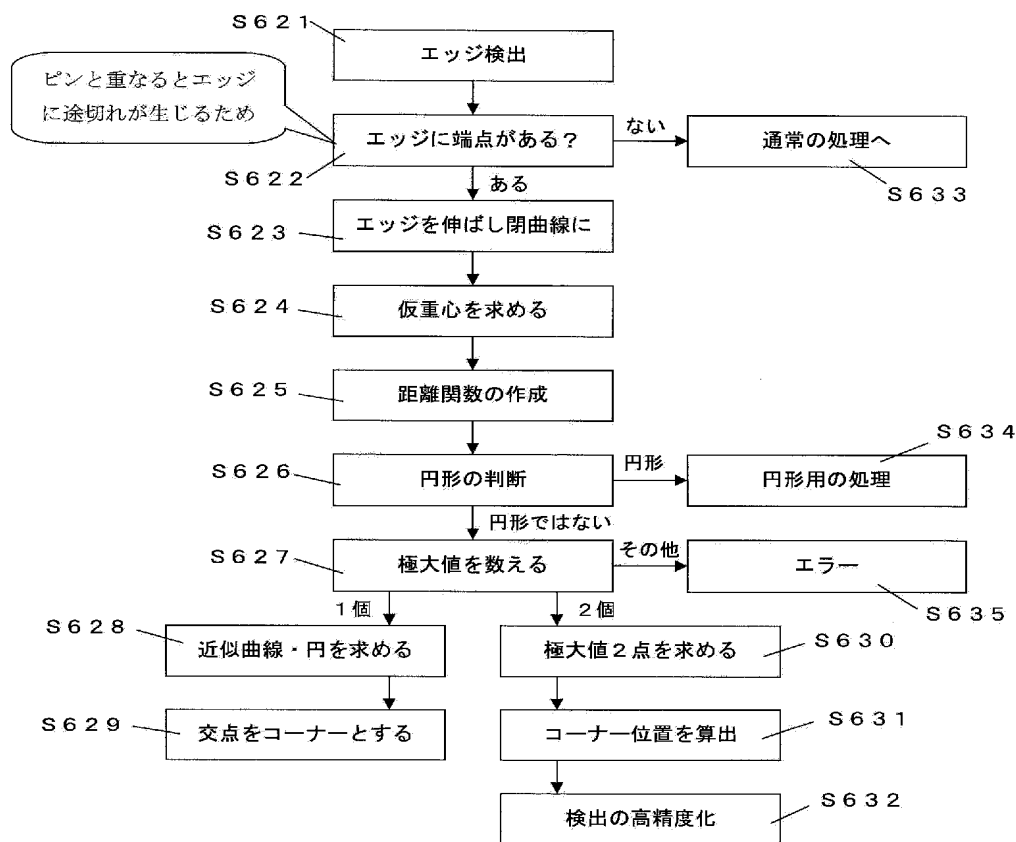 S621
エッジ検出
ピンと重なるとエッジ
に途切れが生じるため
エッジに端点がある?
ない
通常の処理へ
S622
ある
S633
エッジを伸ばし閉曲線に
S623
仮重心を求める
S624
距離関数の作成
S625
S634
円形の判断
円形
円形用の処理
S626
円形ではない
極大値を数える
その他
エラー
S627
1個
2個
S635
S628
近似曲線・円を求める
極大値2点を求める
S630
S629
交点をコーナーとする
コーナー位置を算出
S631
検出の高精度化
S632